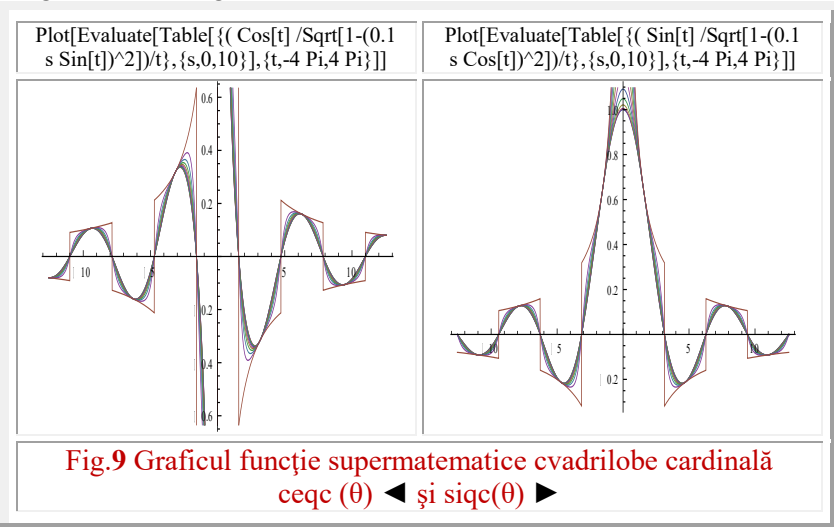 Plot[Evaluate[Table[{( Cos[t] /Sqrt[1-(0.1
s Sin[t])^2])/t},{s,0,10}],{t,-4 Pi,4 Pi}]]
Plot[Evaluate[Table[{( Sin[t] /Sqrt[1-(0.1
s Cos[t])^2])/t},{s,0,10}],{t,-4 Pi,4 Pi}]]
0.6
0.4
0.2
10 5 5 10
0.2
0.4
0.6
1.0
0.8
0.6
0.4
0.2
10 5 5 10
0.2
Fig.9 Graficul funcţie supermatematice cvadrilobe cardinală
ceqc (θ) ◄ şi siqc(θ) ►